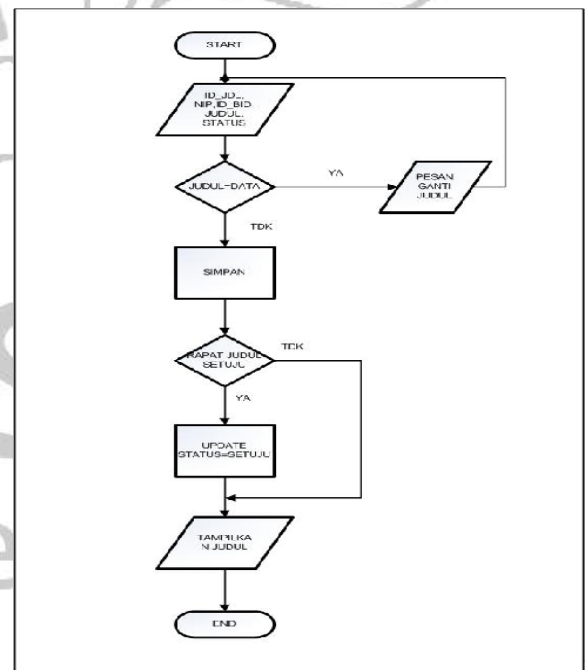 START
ID_JDL,
NIP,ID_BID,
JUDUL,
STATUS
JUDUL=DATA
YA
PESAN
GANTI
JUDUL
TDK
SIMPAN
RAPAT JUDUL
SETUJU
TDK
YA
UPDATE
STATUS=SETUJU
TAMPILKA
N JUDUL
END